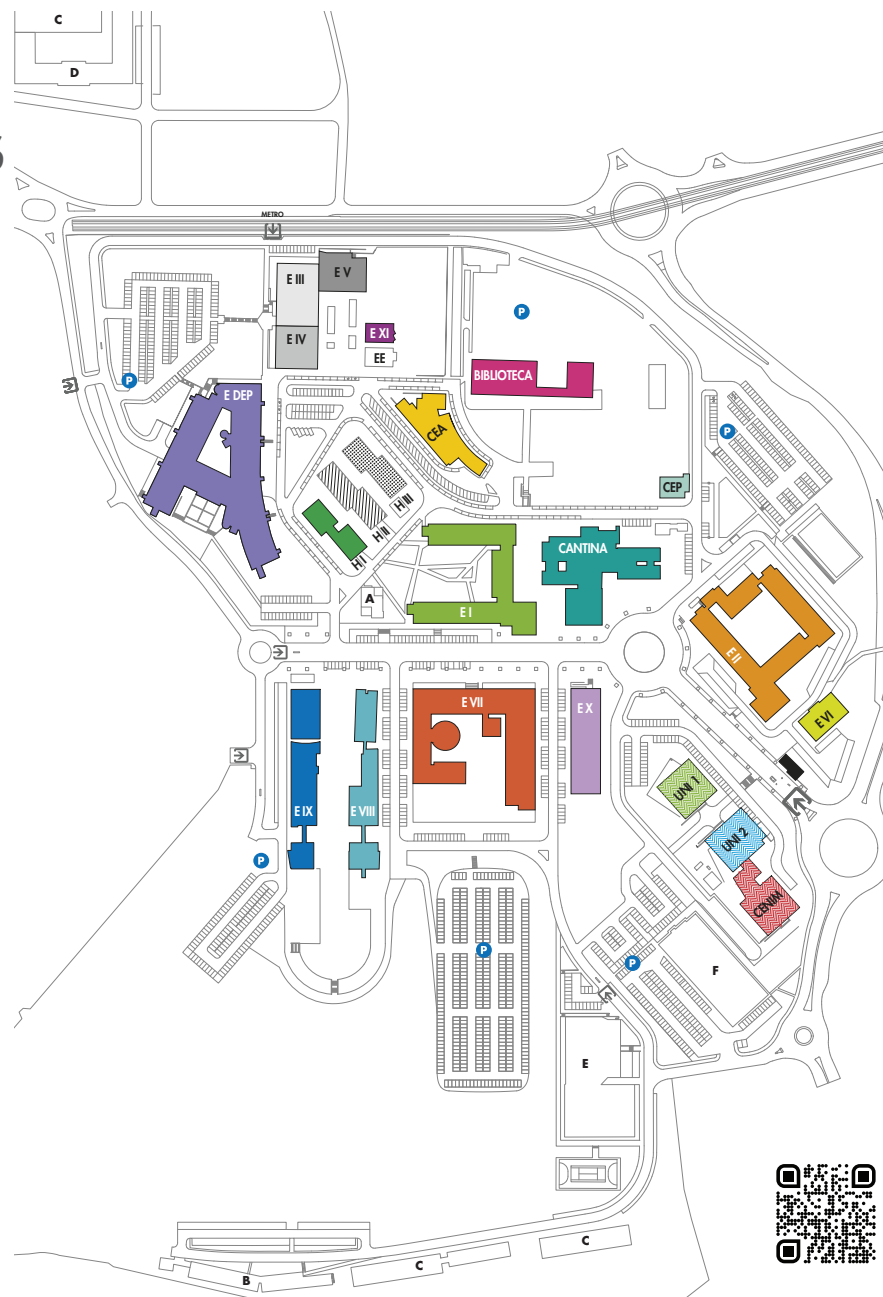 C
D
METRO
E III
E V
P
E XI
E IV
EE
BIBLIOTECA
P
E DEP
CEA
P
CEP
H III
H II
H I
CANTINA
A
E I
E II
E VII
E X
E VI
UNI 1
E IX
E VIII
UNI 2
P
CENIM
P
P
F
E
C
C
B